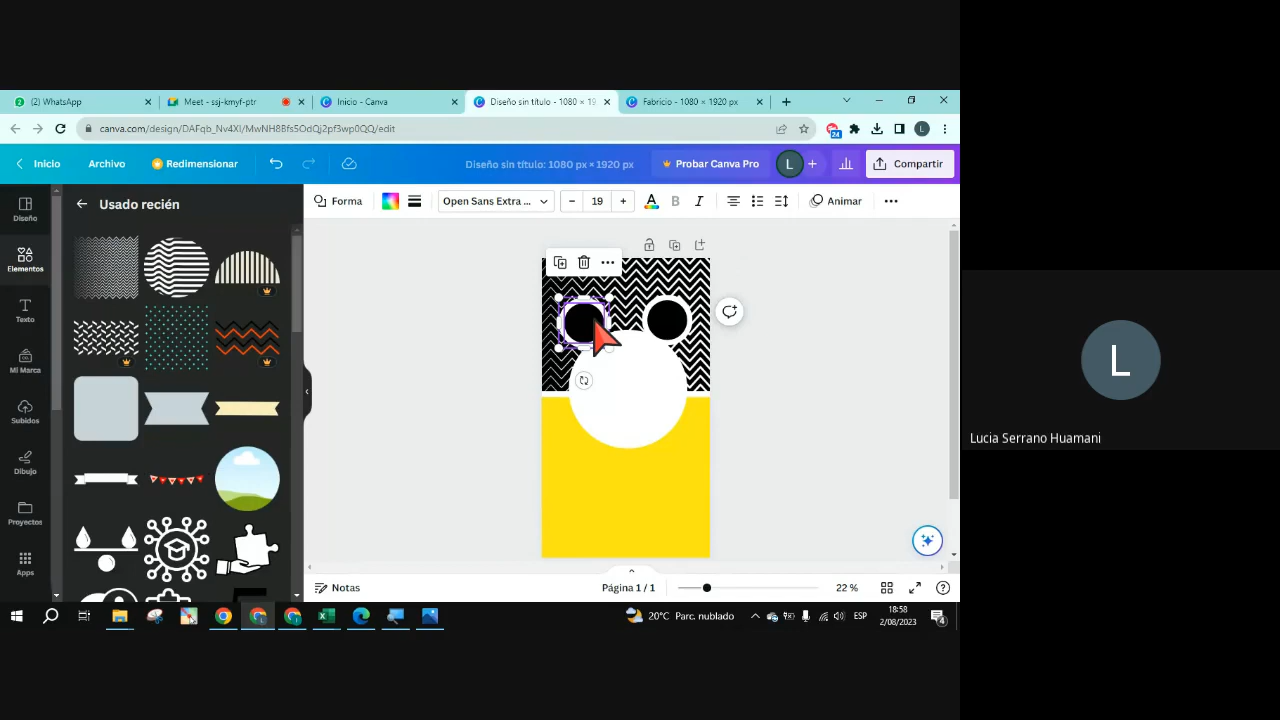 (2) WhatsApp
Meet - ssj-kmyf-ptr
Inicio - Canva
Diseño sin título - 1080 × 19
Fabricio - 1080 × 1920 px
canva.com/design/DAFqb_Nv4XI/MwNH8Bfs5OdQj2pf3wp0QQ/edit
24
L
Inicio
Archivo
Redimensionar
Diseño sin título: 1080 px × 1920 px
Probar Canva Pro
L
Compartir
Diseño
Elementos
Texto
Mi Marca
Subidos
Dibujo
Proyectos
Apps
Usado recién
Forma
Open Sans Extra ...
19
A
B
I
Animar
Notas
Página 1 / 1
22 %
20°C Parc. nublado
ESP
18:58
2/08/2023
4
L
Lucia Serrano Huamani